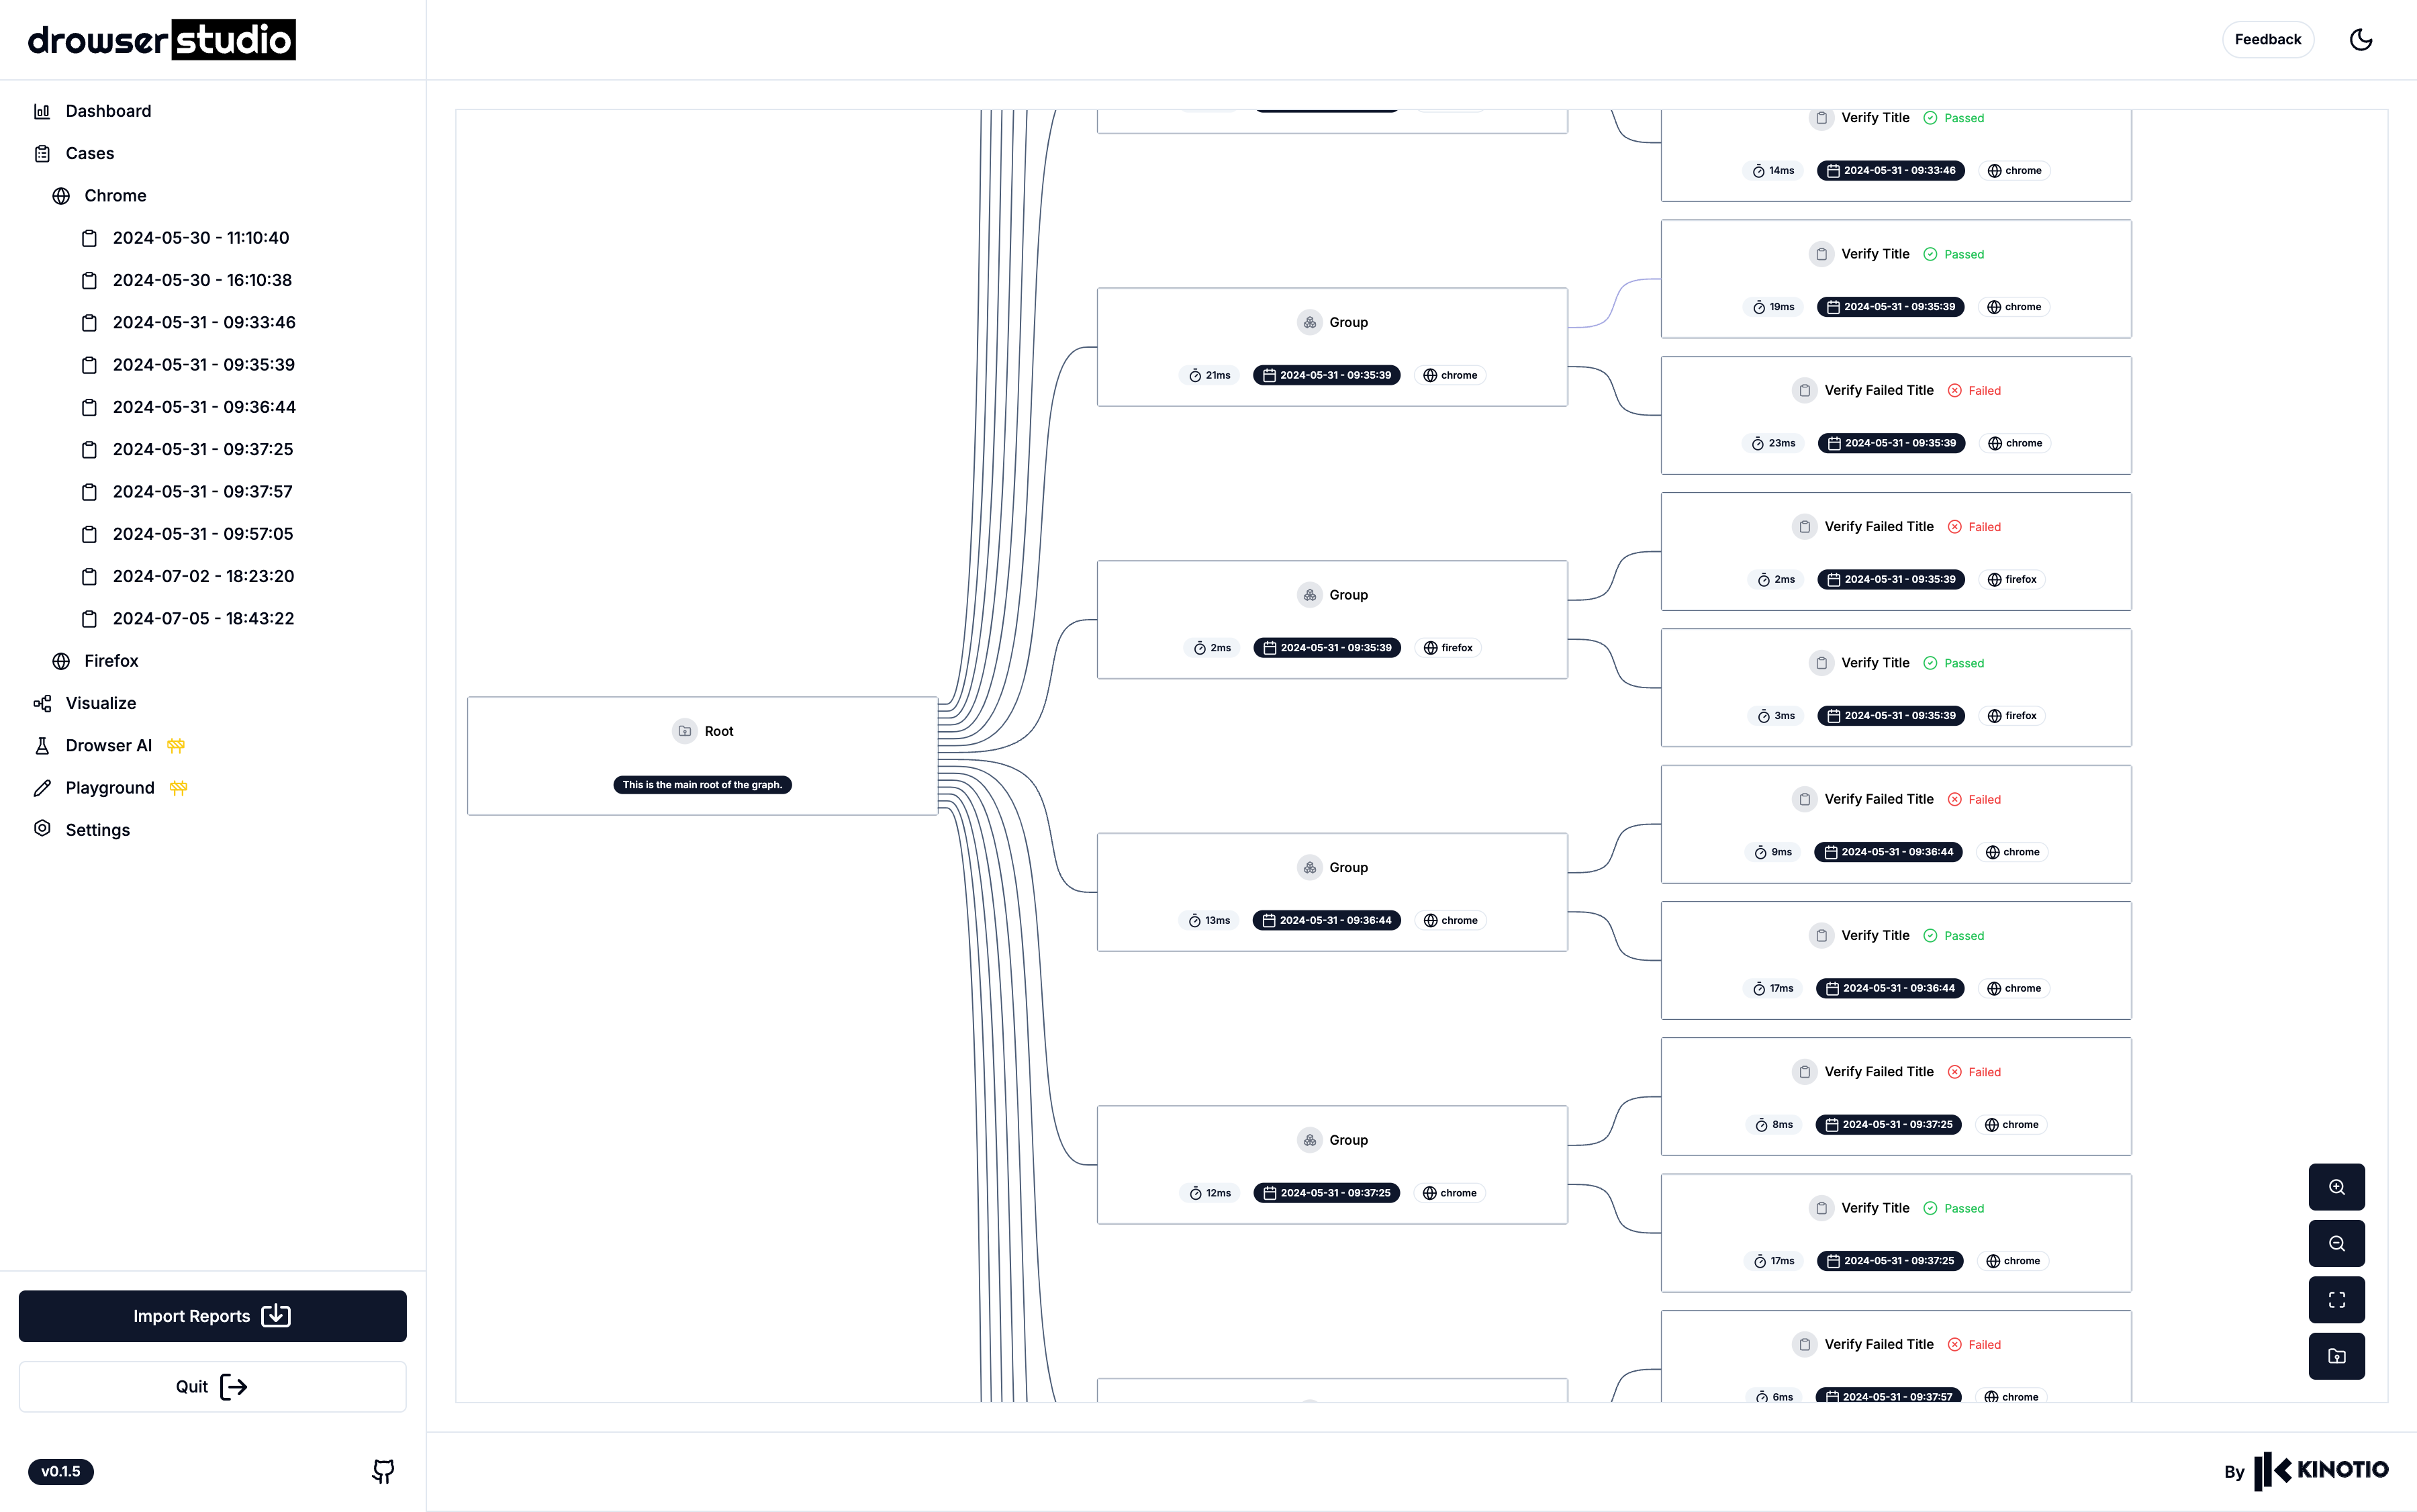 drowser studio
Feedback
Dashboard
Cases
Chrome
2024-05-30 - 11:10:40
2024-05-30 - 16:10:38
2024-05-31 - 09:33:46
2024-05-31 - 09:35:39
2024-05-31 - 09:36:44
2024-05-31 - 09:37:25
2024-05-31 - 09:37:57
2024-05-31 - 09:57:05
2024-07-02 - 18:23:20
2024-07-05 - 18:43:22
Firefox
Visualize
Drowser AI
Playground
Settings
Import Reports
Quit
v0.1.5
Root
This is the main root of the graph.
Group
21ms 2024-05-31 - 09:35:39 chrome
Group
2ms 2024-05-31 - 09:35:39 firefox
Group
13ms 2024-05-31 - 09:36:44 chrome
Group
12ms 2024-05-31 - 09:37:25 chrome
Verify Title Passed
14ms 2024-05-31 - 09:33:46 chrome
Verify Title Passed
19ms 2024-05-31 - 09:35:39 chrome
Verify Failed Title Failed
23ms 2024-05-31 - 09:35:39 chrome
Verify Failed Title Failed
2ms 2024-05-31 - 09:35:39 firefox
Verify Title Passed
3ms 2024-05-31 - 09:35:39 firefox
Verify Failed Title Failed
9ms 2024-05-31 - 09:36:44 chrome
Verify Title Passed
17ms 2024-05-31 - 09:36:44 chrome
Verify Failed Title Failed
8ms 2024-05-31 - 09:37:25 chrome
Verify Title Passed
17ms 2024-05-31 - 09:37:25 chrome
Verify Failed Title Failed
6ms 2024-05-31 - 09:37:57 chrome
By KINOTIO